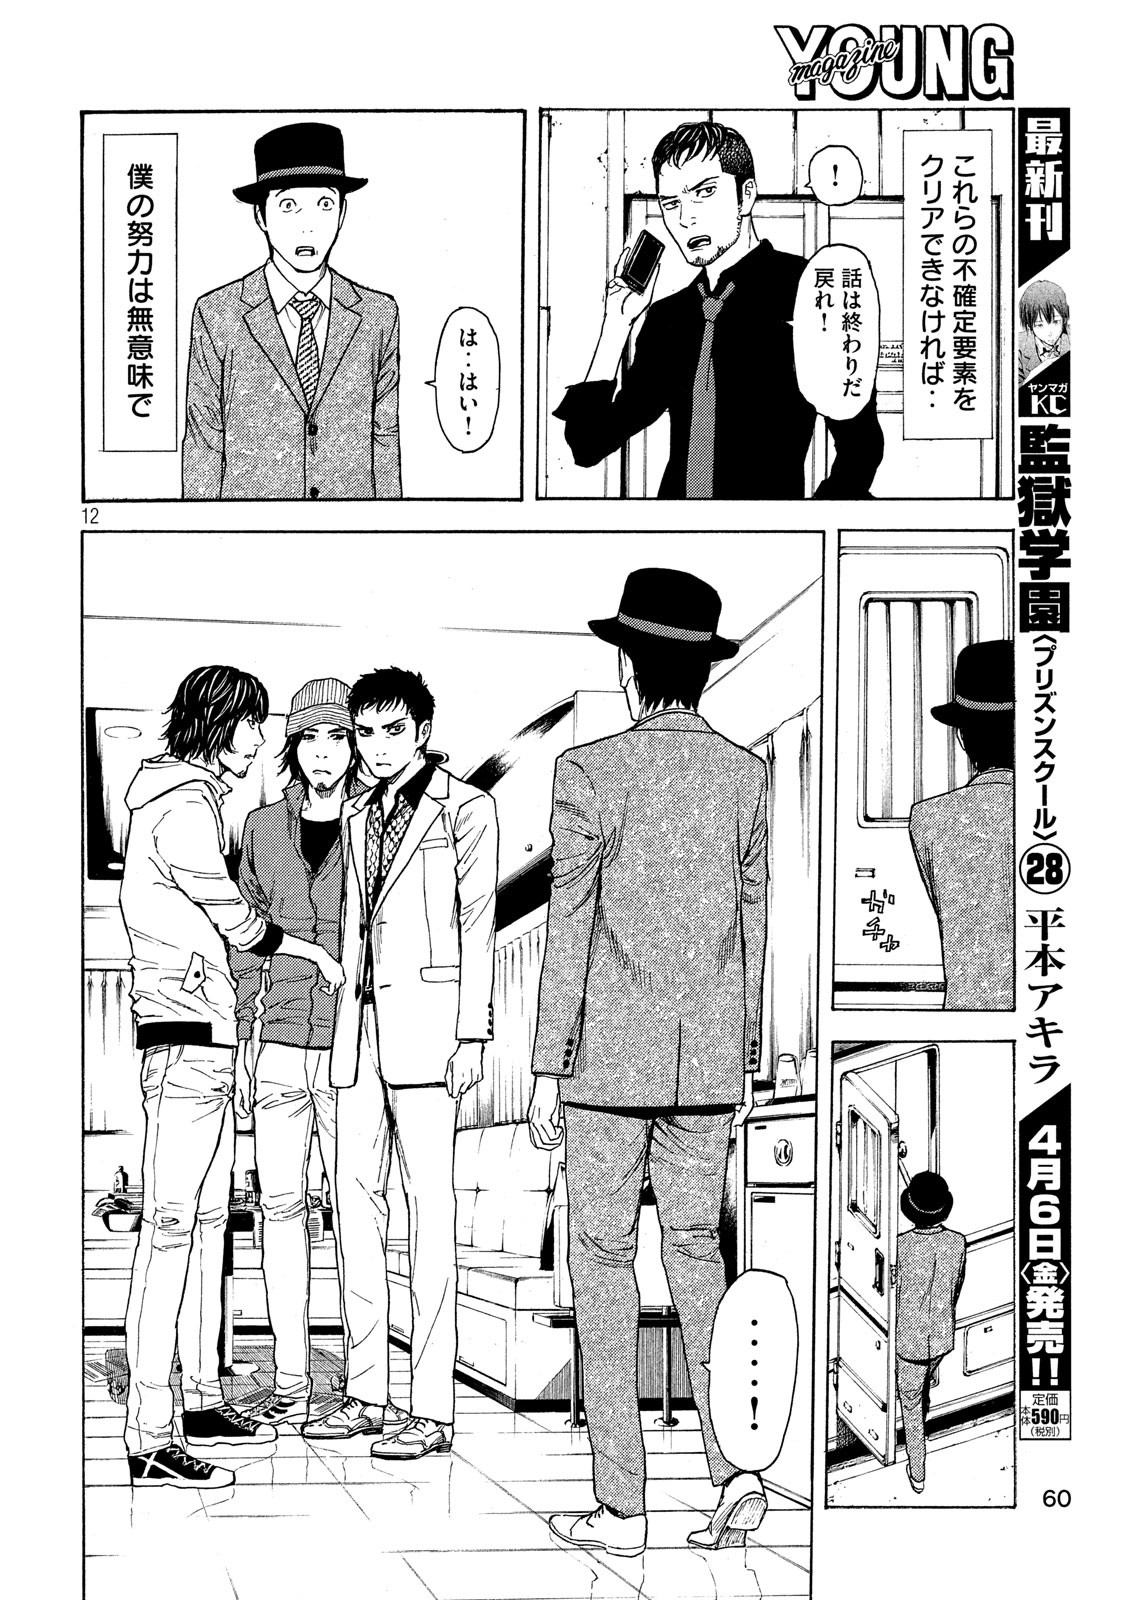 YOUNG
magazine
これらの不確定要素を
クリアできなければ‥
！
話は終わりだ
戻れ！
は‥はい！
僕の努力は無意味で
12
ガチャ
‥‥‥！
最新刊
ヤンマガ
KC
監獄学園
〈プリズンスクール〉
28
平本アキラ
4月6日〈金〉発売!!
定価
本体590円
（税別）
60